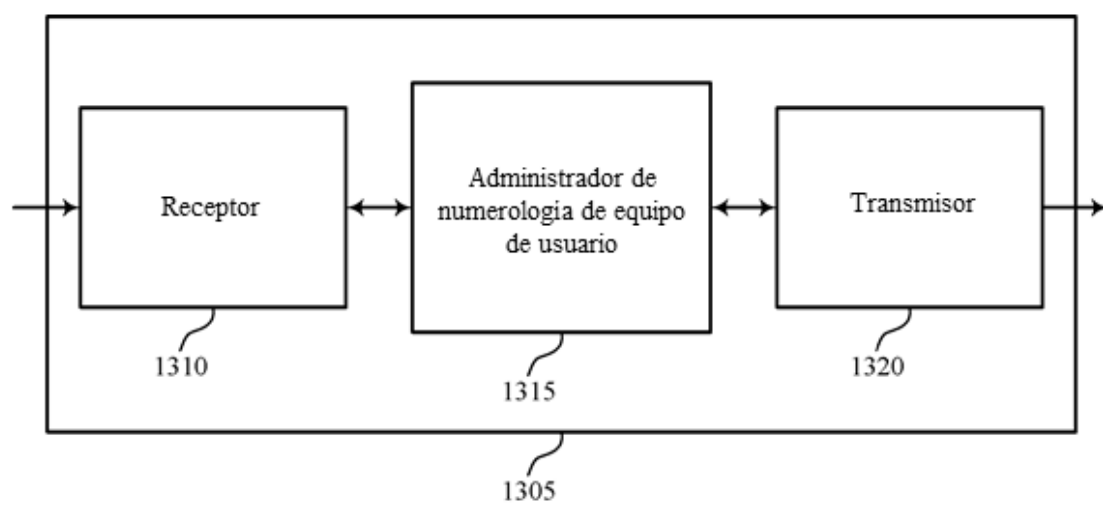 Receptor
Administrador de
numerología de equipo
de usuario
Transmisor
1310
1315
1320
1305